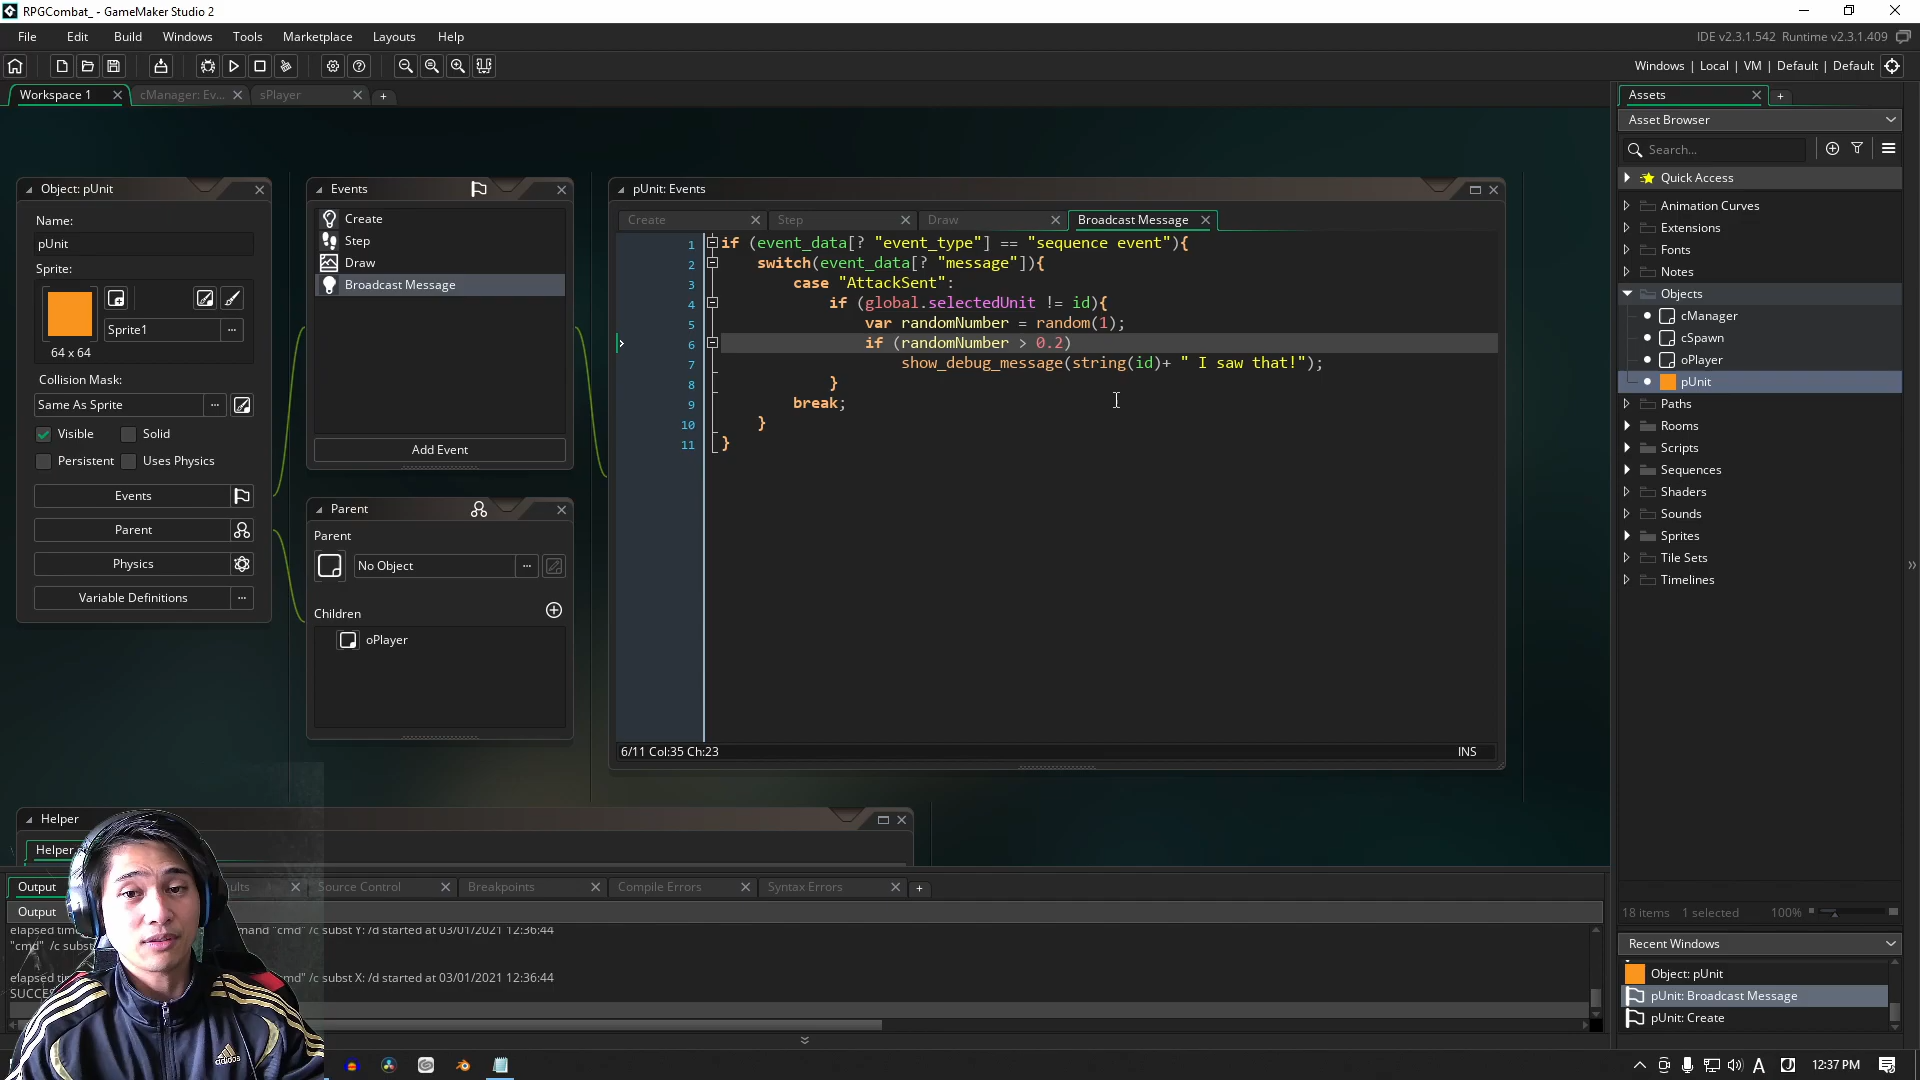 RPGCombat_ - GameMaker Studio 2
File Edit Build Windows Tools Marketplace Layouts Help
IDE v2.3.1.542 Runtime v2.3.1.409
Windows | Local | VM | Default | Default
Workspace 1
cManager: Ev...
sPlayer
Object: pUnit
Name:
pUnit
Sprite:
Sprite1
64 x 64
Collision Mask:
Same As Sprite
Visible Solid
Persistent Uses Physics
Events
Parent
Physics
Variable Definitions
Events
Create
Step
Draw
Broadcast Message
Add Event
Parent
Parent
No Object
Children
oPlayer
pUnit: Events
Create Step Draw Broadcast Message
1 if (event_data[? "event_type"] == "sequence event"){
2 switch(event_data[? "message"]){
3 case "AttackSent":
4 if (global.selectedUnit != id){
5 var randomNumber = random(1);
6 if (randomNumber > 0.2)
7 show_debug_message(string(id)+ " I saw that!");
8 }
9 break;
10 }
11 }
6/11 Col:35 Ch:23
INS
Helper
Output
Source Control
Breakpoints
Compile Errors
Syntax Errors
Output
"cmd" /c subst Y: /d started at 03/01/2021 12:36:44
/c subst X: /d started at 03/01/2021 12:36:44
Assets
Asset Browser
Search...
Quick Access
Animation Curves
Extensions
Fonts
Notes
Objects
cManager
cSpawn
oPlayer
pUnit
Paths
Rooms
Scripts
Sequences
Shaders
Sounds
Sprites
Tile Sets
Timelines
18 items 1 selected 100%
Recent Windows
Object: pUnit
pUnit: Broadcast Message
pUnit: Create
adidas
A
12:37 PM